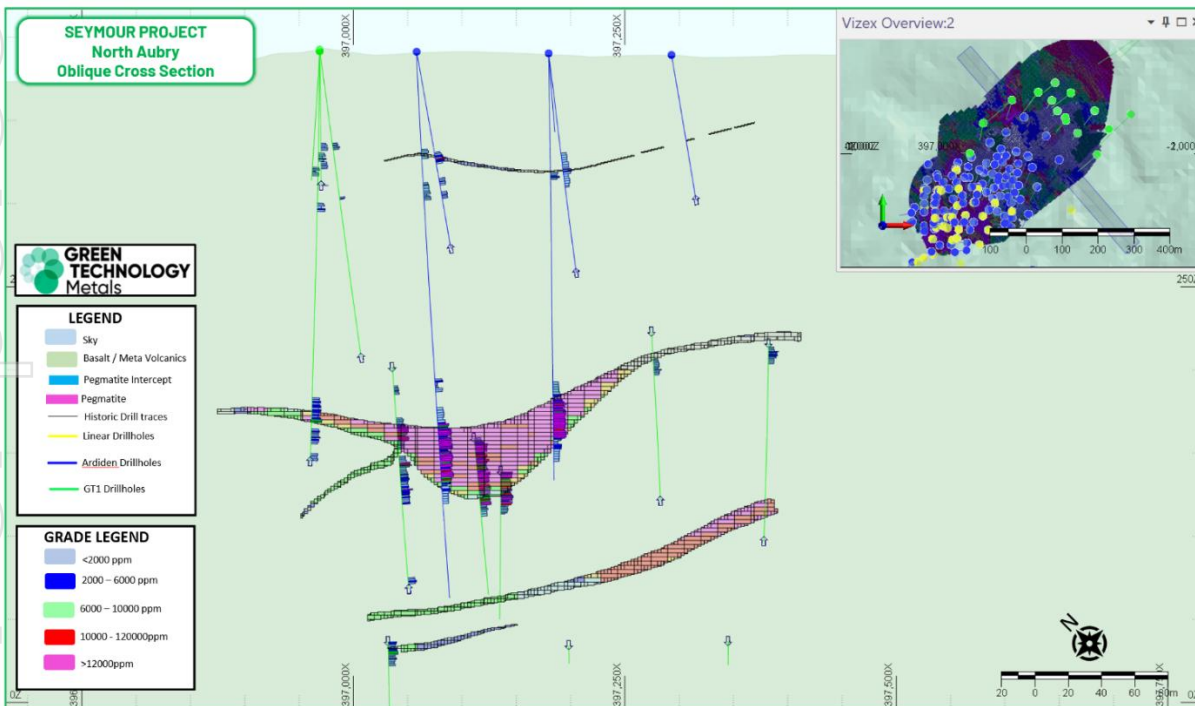 SEYMOUR PROJECT
North Aubry
Oblique Cross Section
397,000X
397,250X
Vizex Overview:2
397,000X
-2,000
100 0 100 200 300 400m
GREEN
TECHNOLOGY
Metals
250Z
LEGEND
Sky
Basalt / Meta Volcanics
Pegmatite Intercept
Pegmatite
Historic Drill traces
Linear Drillholes
Ardiden Drillholes
GT1 Drillholes
GRADE LEGEND
<2000 ppm
2000 – 6000 ppm
6000 – 10000 ppm
10000 - 120000ppm
>12000ppm
N
20 0 20 40 60
0Z
397,000X
397,250X
397,500X